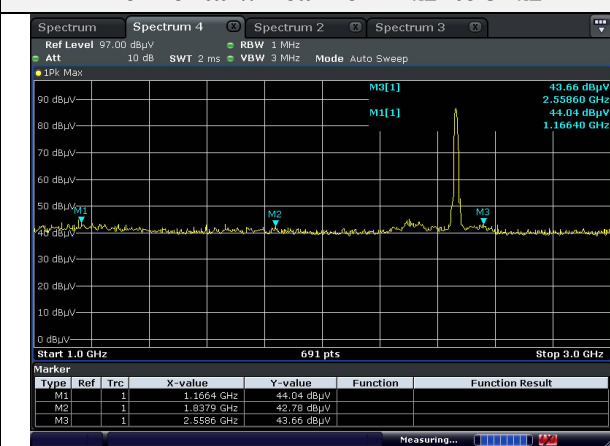 Spectrum Spectrum 4 Spectrum 2 Spectrum 3
Ref Level 97.00 dBµV RBW 1 MHz
Att 10 dB SWT 2 ms VBW 3 MHz Mode Auto Sweep
1Pk Max
M3[1] 43.66 dBµV
2.55860 GHz
M1[1] 44.04 dBµV
1.16640 GHz
90 dBµV
80 dBµV
70 dBµV
60 dBµV
50 dBµV
M1
M2
M3
40 dBµV
30 dBµV
20 dBµV
10 dBµV
0 dBµV
Start 1.0 GHz 691 pts Stop 3.0 GHz
Marker
Type Ref Trc X-value Y-value Function Function Result
M1 1 1.1664 GHz 44.04 dBµV
M2 1 1.8379 GHz 42.78 dBµV
M3 1 2.5586 GHz 43.66 dBµV
Measuring...